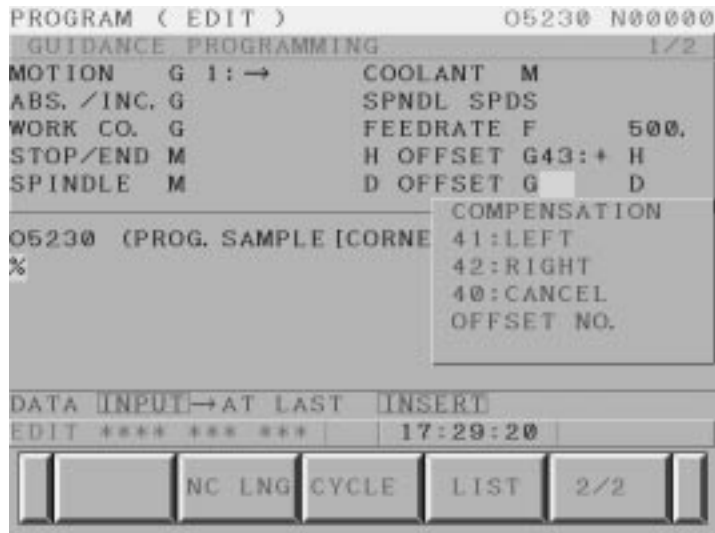 PROGRAM ( EDIT ) O5230 N00000
GUIDANCE PROGRAMMING 1/2
MOTION G 1:→ COOLANT M
ABS./INC. G SPNDL SPDS
WORK CO. G FEEDRATE F 500.
STOP/END M H OFFSET G43:+ H
SPINDLE M D OFFSET G D
COMPENSATION
O5230 (PROG. SAMPLE [CORNE 41:LEFT
% 42:RIGHT
40:CANCEL
OFFSET NO.
DATA INPUT→AT LAST INSERT
EDIT **** *** *** 17:29:20
NC LNG CYCLE LIST 2/2